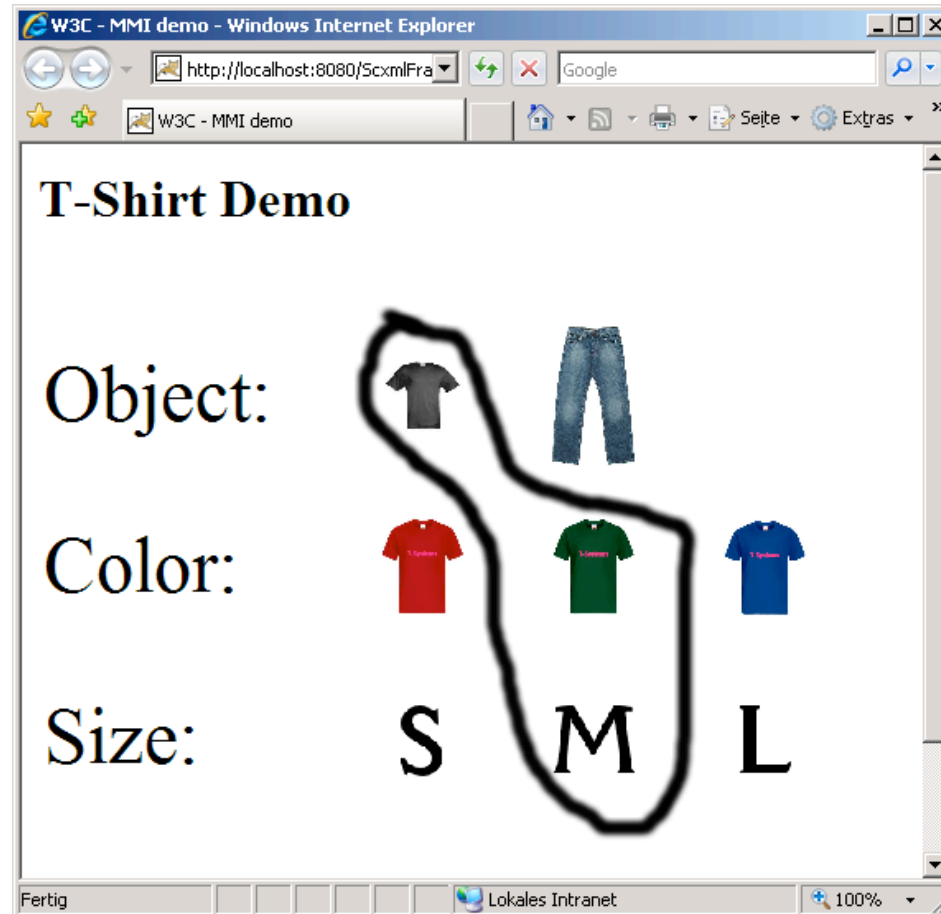 W3C - MMI demo - Windows Internet Explorer
http://localhost:8080/ScxmlFra
Google
W3C - MMI demo
Seite
Extras
T-Shirt Demo
Object:
Color:
Size:
S M L
Fertig
Lokales Intranet
100%